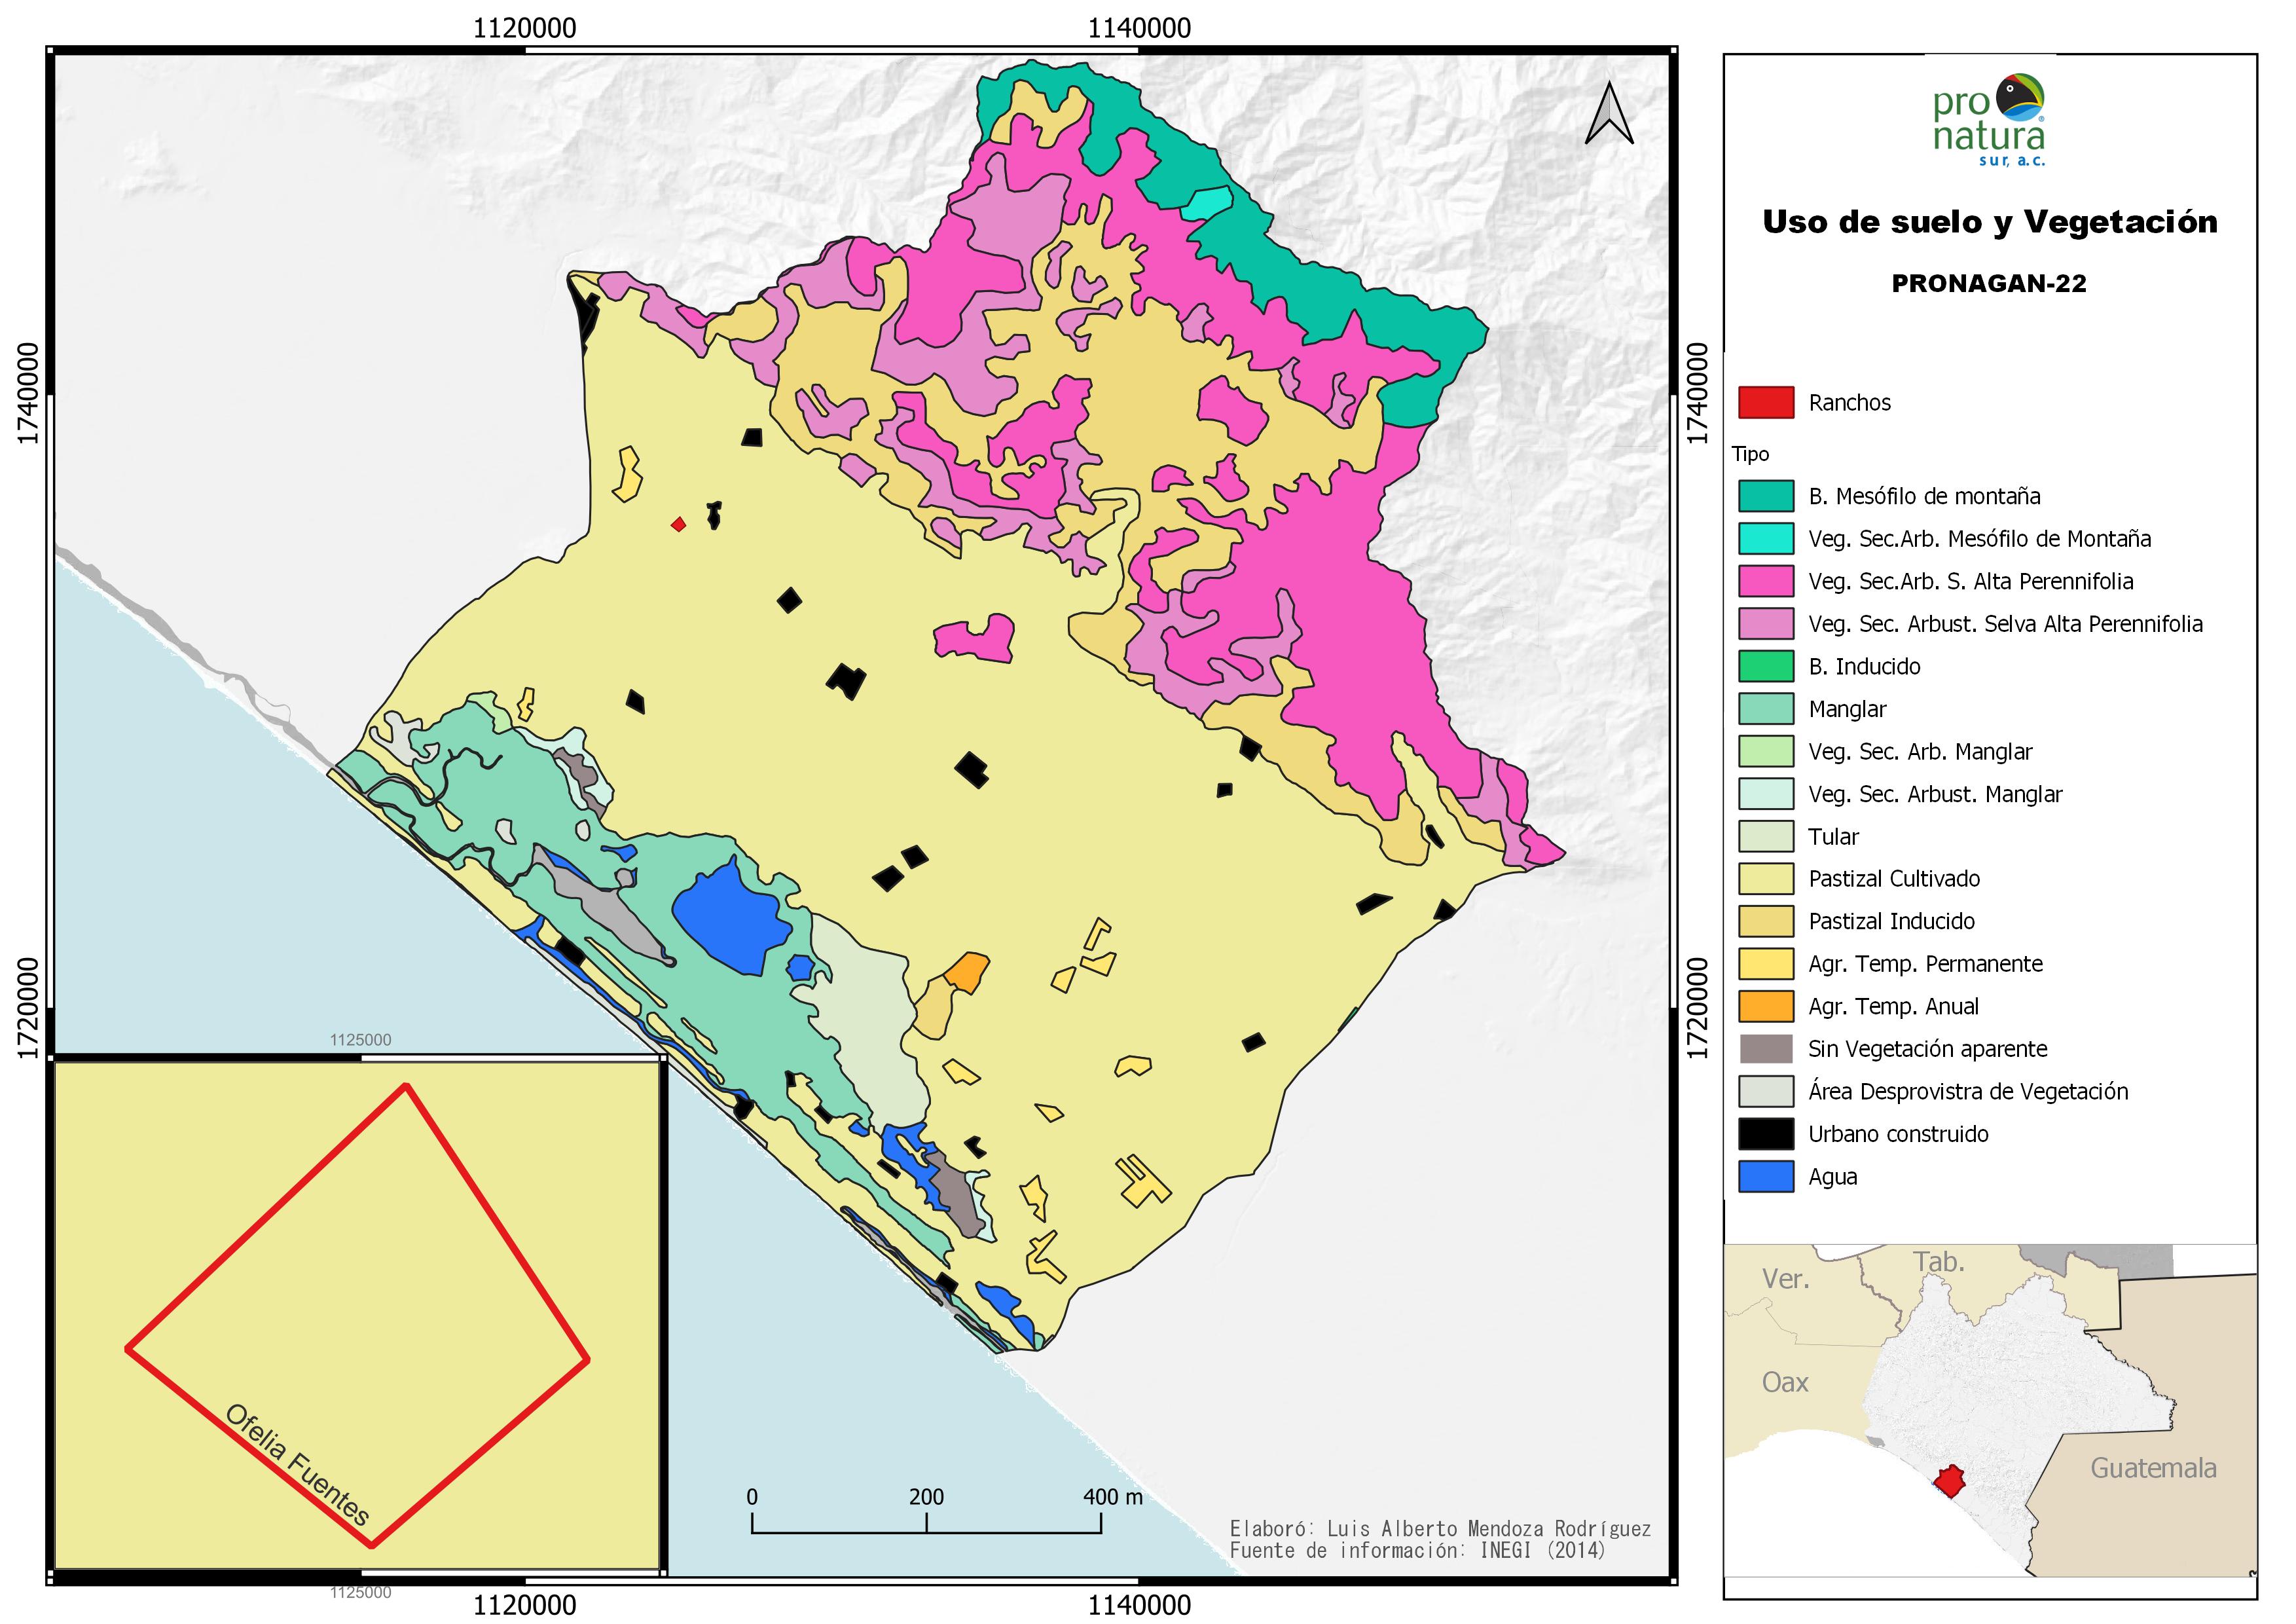 1120000
1140000
1740000
1740000
1720000
1720000
1125000
Ofelia Fuentes
1125000
0 200 400 m
Elaboró: Luis Alberto Mendoza Rodríguez
Fuente de información: INEGI (2014)
1120000
1140000
pro
natura
sur, a.c.
Uso de suelo y Vegetación
PRONAGAN-22
Ranchos
Tipo
B. Mesófilo de montaña
Veg. Sec.Arb. Mesófilo de Montaña
Veg. Sec.Arb. S. Alta Perennifolia
Veg. Sec. Arbust. Selva Alta Perennifolia
B. Inducido
Manglar
Veg. Sec. Arb. Manglar
Veg. Sec. Arbust. Manglar
Tular
Pastizal Cultivado
Pastizal Inducido
Agr. Temp. Permanente
Agr. Temp. Anual
Sin Vegetación aparente
Área Desprovistra de Vegetación
Urbano construido
Agua
Tab.
Ver.
Oax
Guatemala